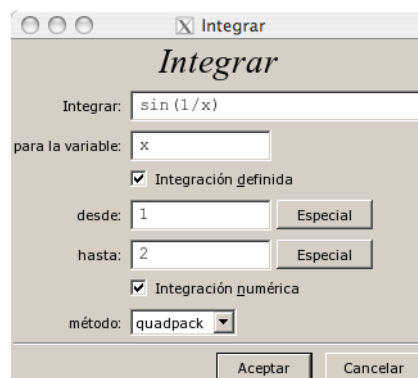 Integrar
Integrar
Integrar: sin(1/x)
para la variable: x
Integración definida
desde: 1 Especial
hasta: 2 Especial
Integración numérica
método: quadpack
Aceptar Cancelar